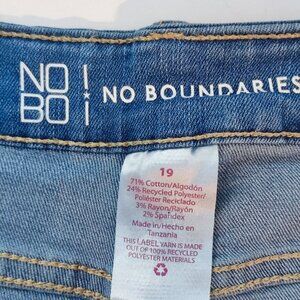 NO
BO
NO BOUNDARIES
19
71% Cotton/Algodón
24% Recycled Polyester/
Poliéster Reciclado
3% Rayon/Rayón
2% Spandex
Made in/Hecho en
Tanzania
THIS LABEL YARN IS MADE
OUT OF 100% RECYCLED
POLYESTER MATERIALS